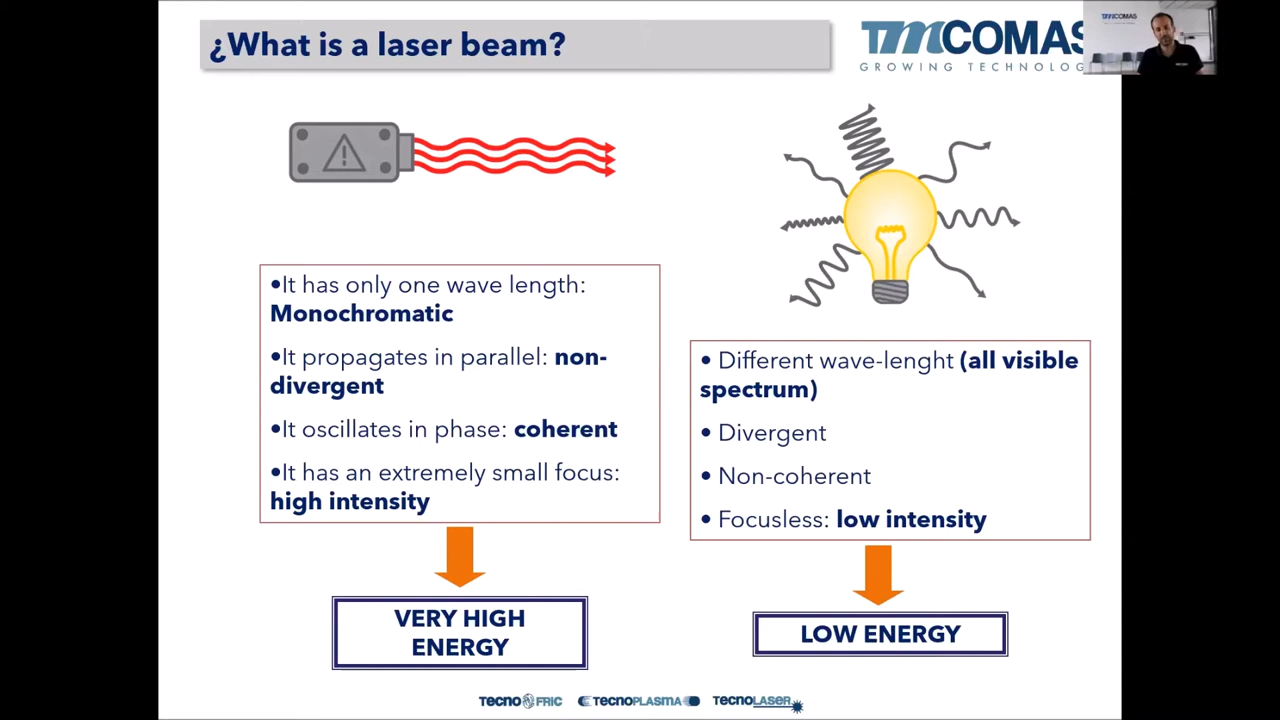 ¿What is a laser beam?
TMCOMAS
GROWING TECHNOLOG
TMCOMAS
•It has only one wave length:
Monochromatic
•It propagates in parallel: non-
divergent
•It oscillates in phase: coherent
•It has an extremely small focus:
high intensity
VERY HIGH
ENERGY
• Different wave-lenght (all visible
spectrum)
• Divergent
• Non-coherent
• Focusless: low intensity
LOW ENERGY
TECNO FRIC TECNOPLASMA TECNOLASER